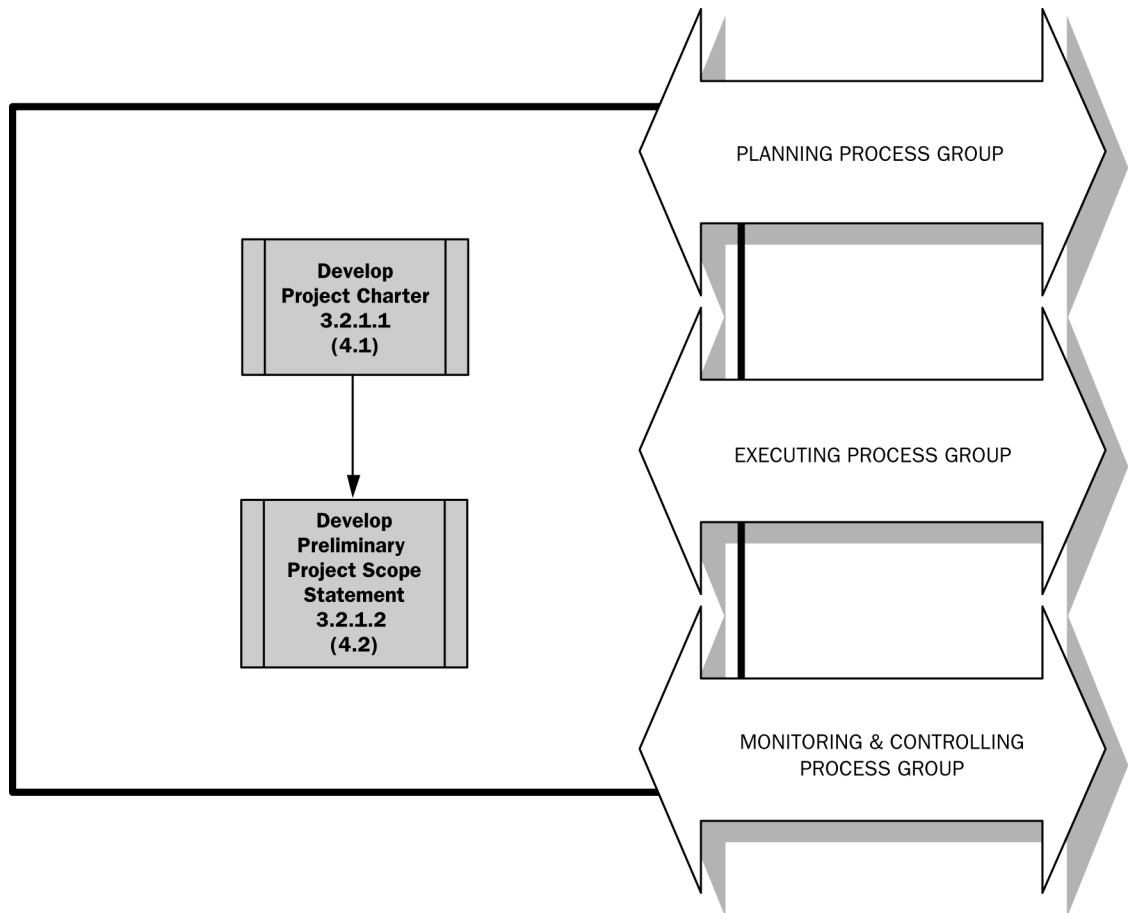 Develop
Project Charter
3.2.1.1
(4.1)
Develop
Preliminary
Project Scope
Statement
3.2.1.2
(4.2)
PLANNING PROCESS GROUP
EXECUTING PROCESS GROUP
MONITORING & CONTROLLING
PROCESS GROUP